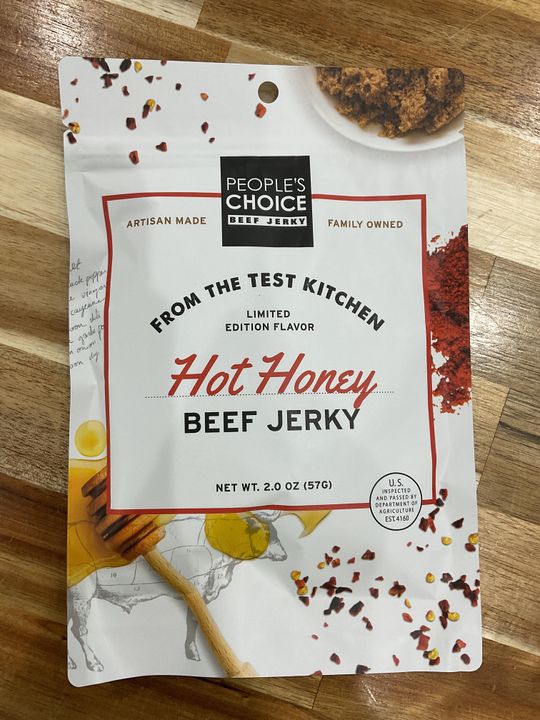 PEOPLE'S
CHOICE
BEEF JERKY
ARTISAN MADE
FAMILY OWNED
FROM THE TEST KITCHEN
LIMITED
EDITION FLAVOR
Hot Honey
BEEF JERKY
NET WT. 2.0 OZ (57G)
U.S.
INSPECTED
AND PASSED BY
DEPARTMENT OF
AGRICULTURE
EST. 4160